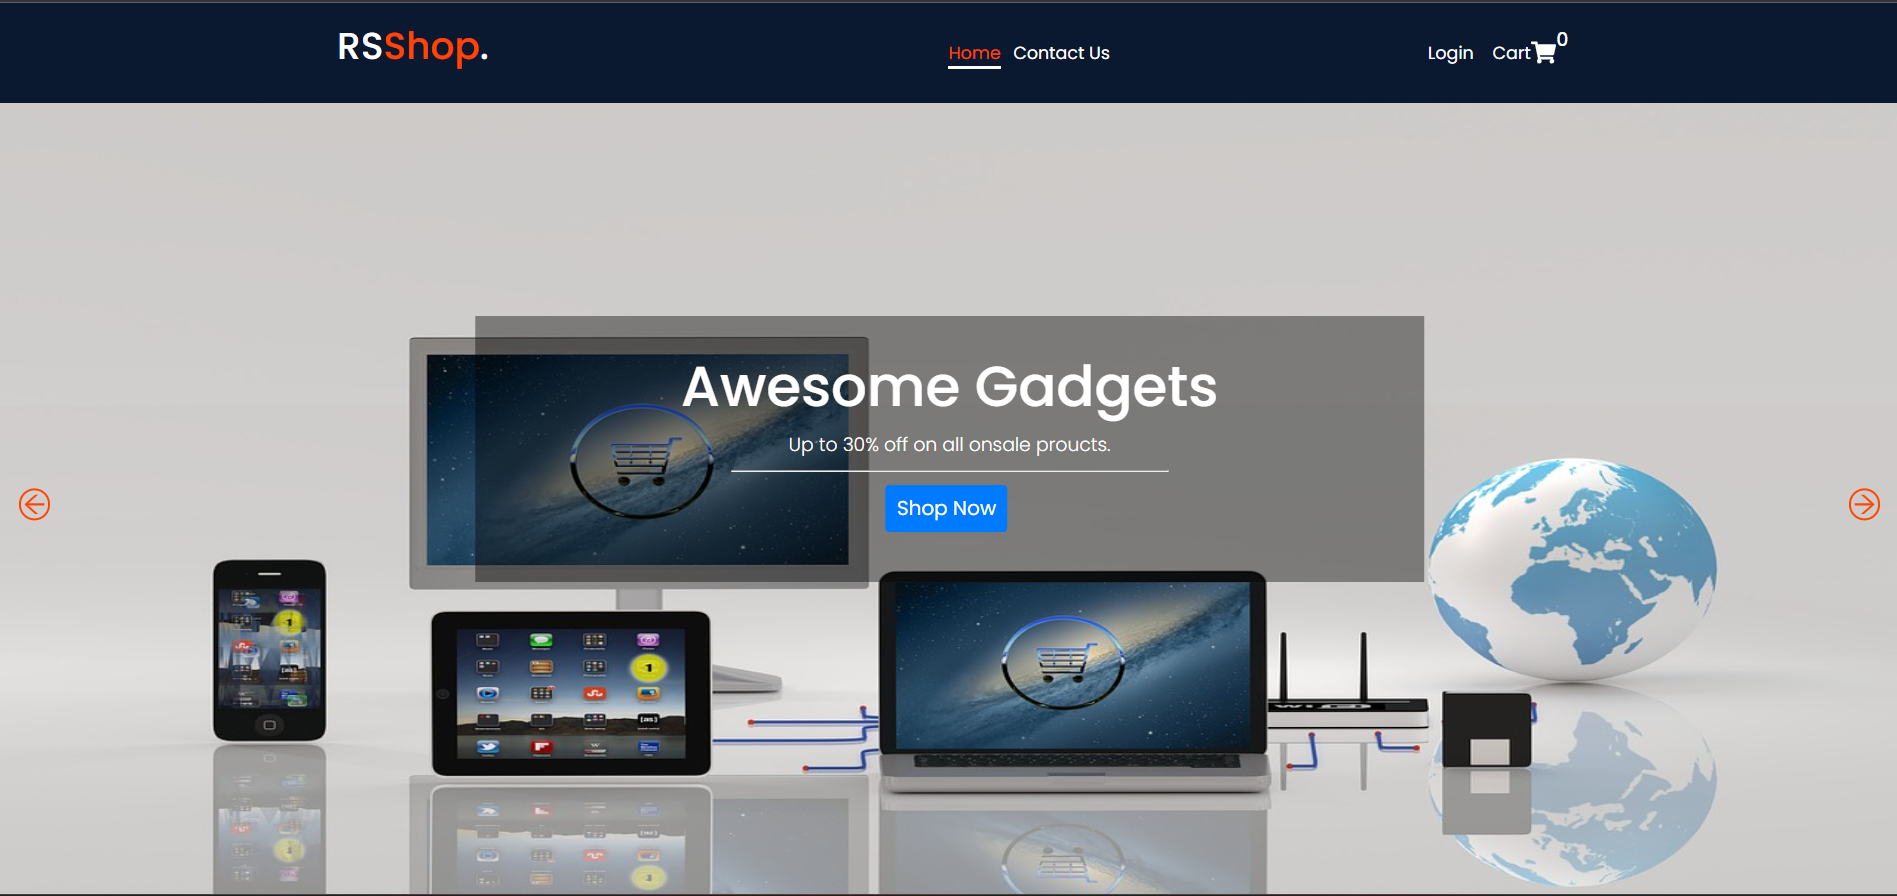 RSShop.
Home Contact Us
Login Cart 0
Awesome Gadgets
Up to 30% off on all onsale proucts.
Shop Now